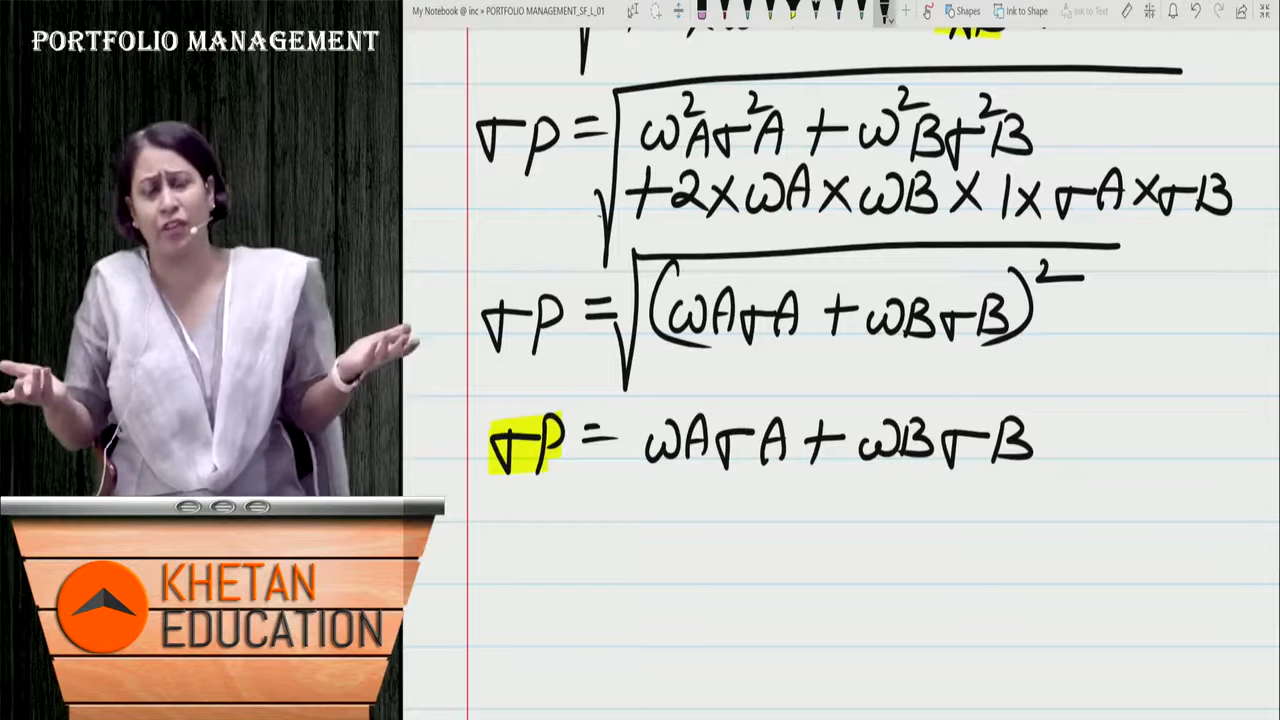 PORTFOLIO MANAGEMENT
My Notebook @ inc » PORTFOLIO MANAGEMENT_SF_L_01
Shapes
Ink to Shape
Ink to Text
σP = √ω²Aσ²A + ω²Bσ²B
+2×ωA×ωB×1×σA×σB
σP = √(ωAσA + ωBσB)²
σP = ωAσA + ωBσB
KHETAN
EDUCATION